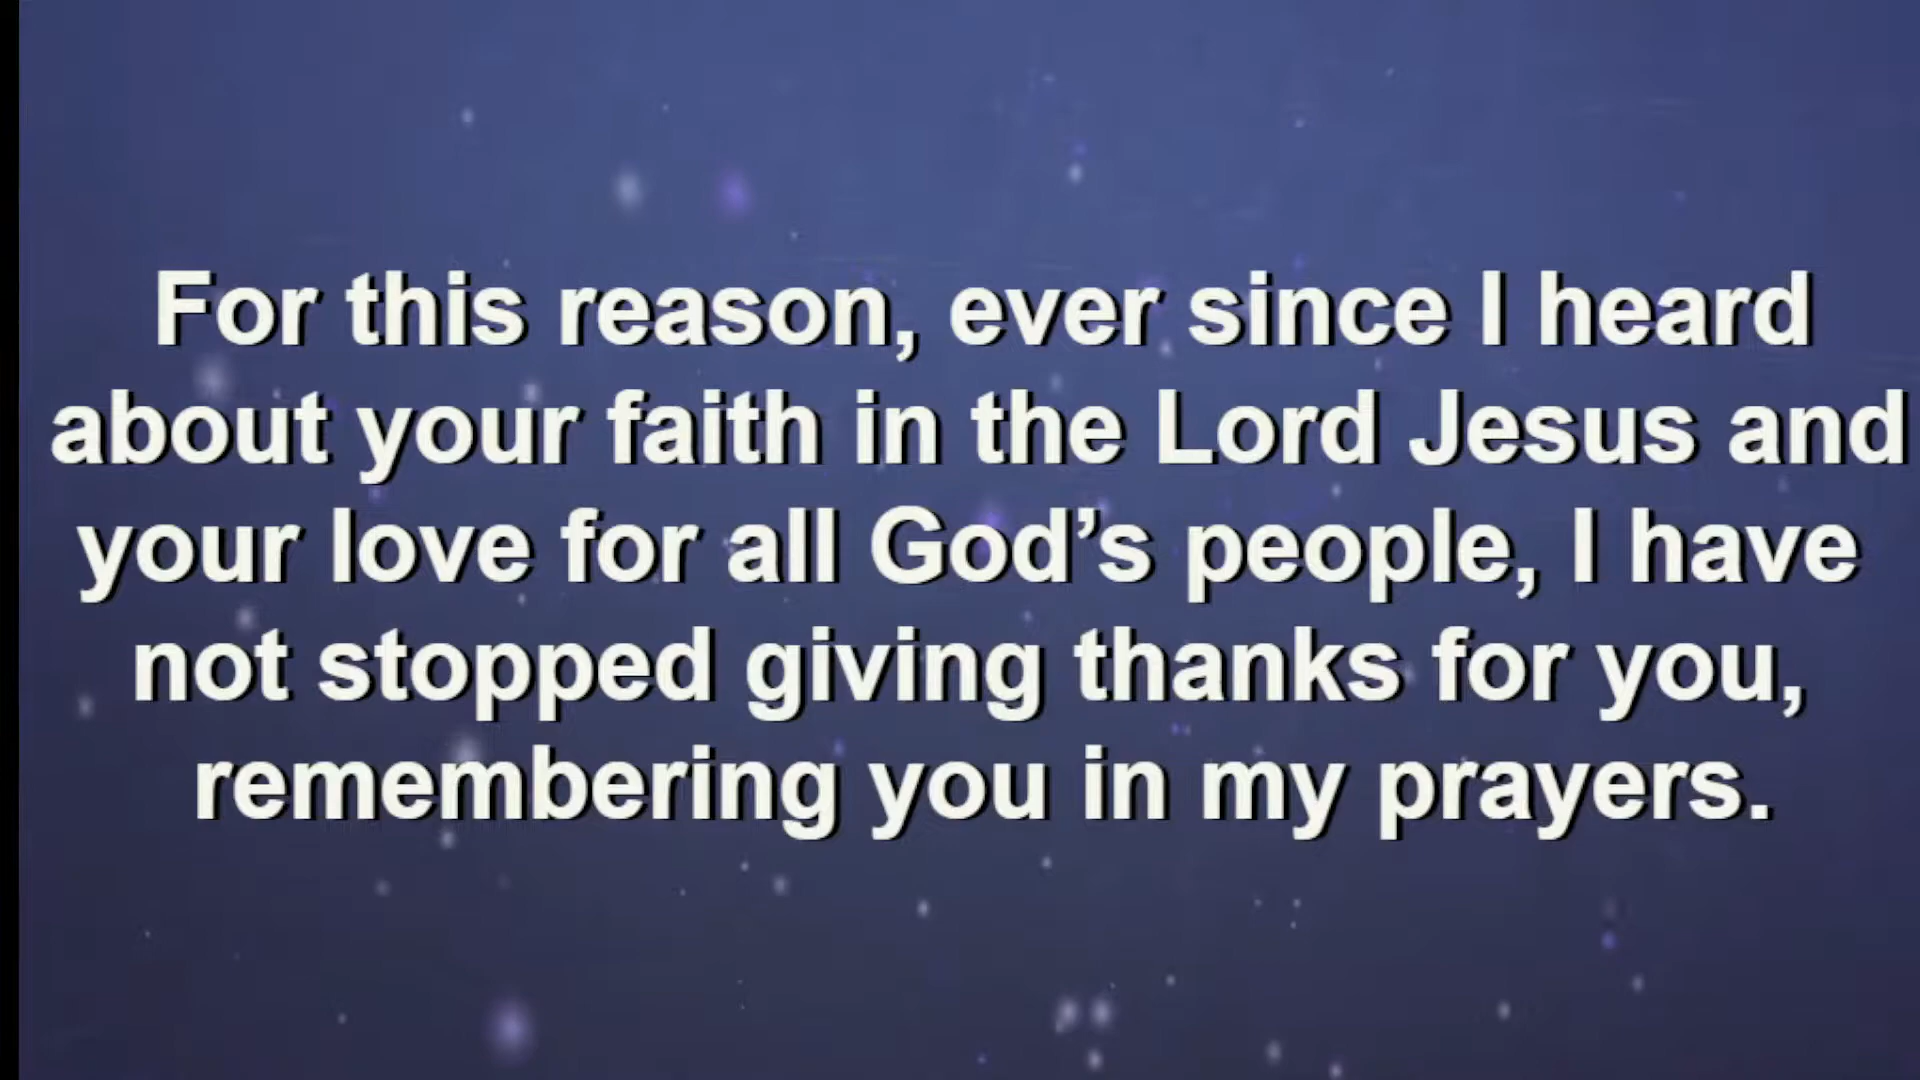 For this reason, ever since I heard
about your faith in the Lord Jesus and
your love for all God’s people, I have
not stopped giving thanks for you,
remembering you in my prayers.